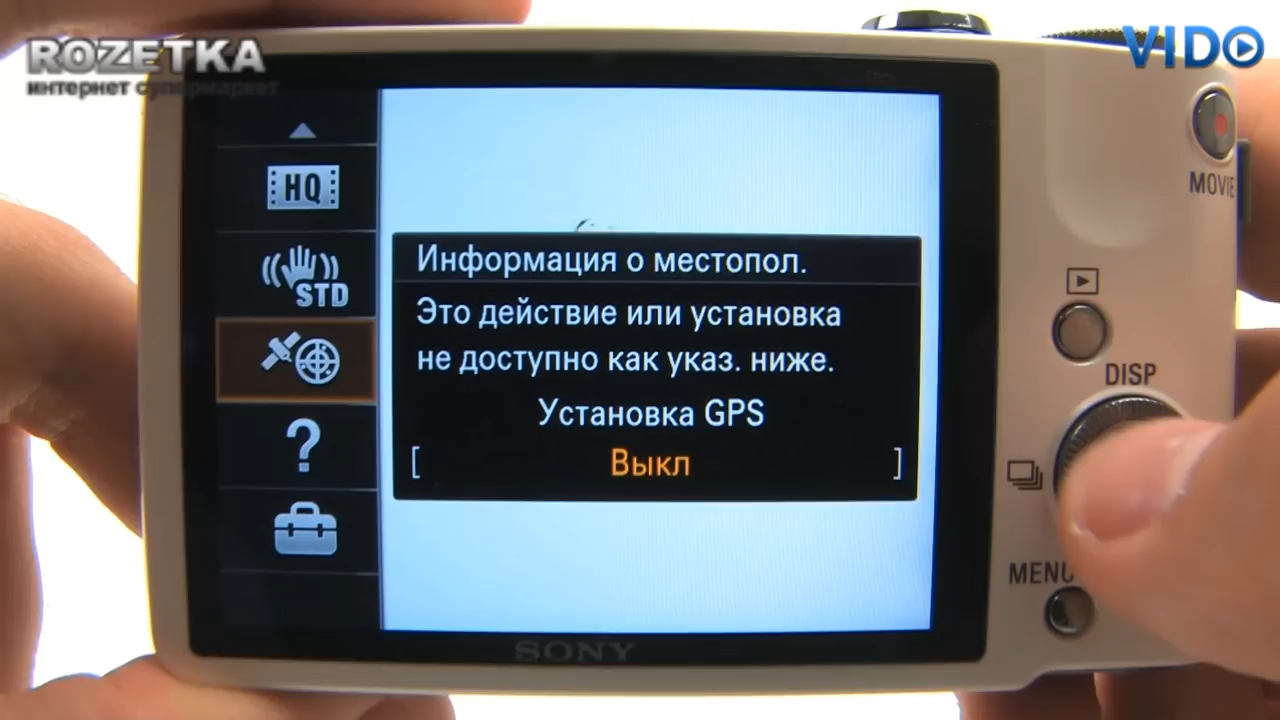 ROZETKA
интернет супермаркет
VIDO
HQ
STD
?
Информация о местопол.
Это действие или установка
не доступно как указ. ниже.
Установка GPS
[ Выкл ]
MOVIE
DISP
MENU
SONY